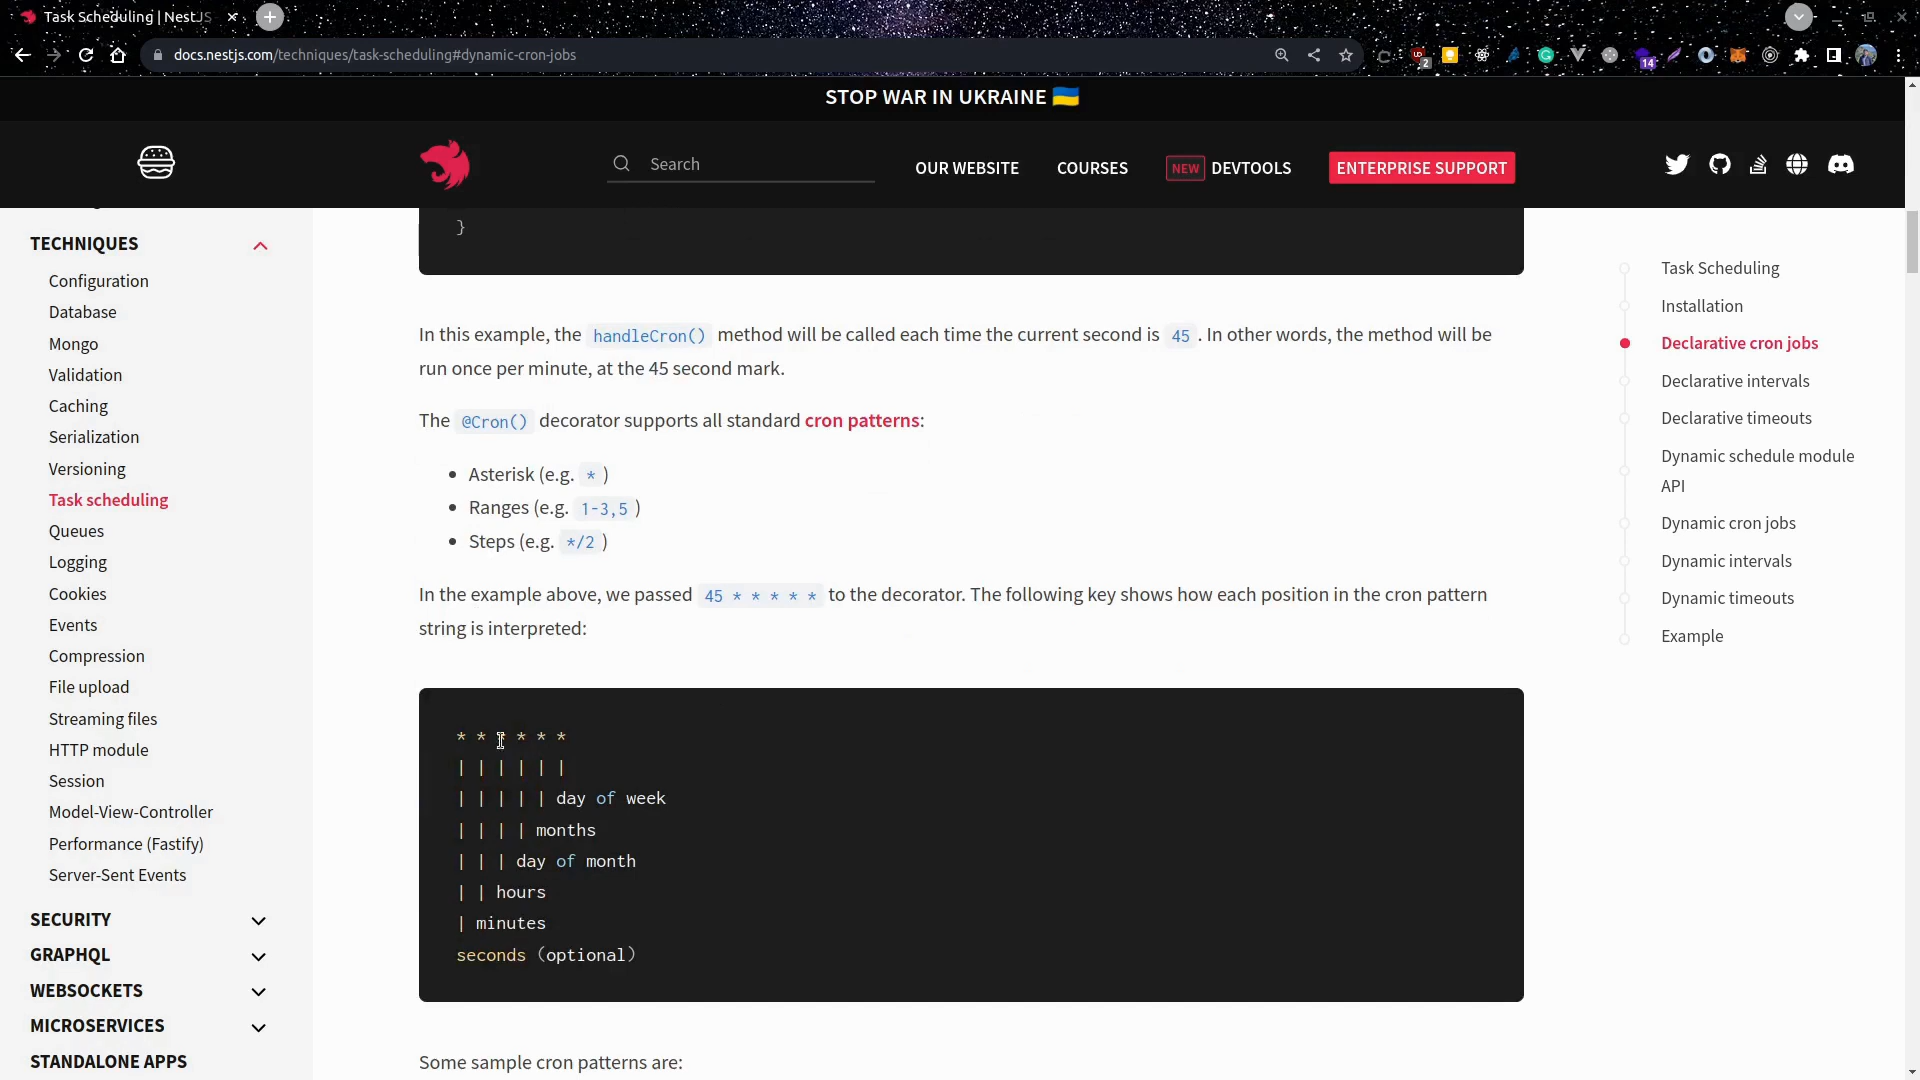 Task Scheduling | NestJS
docs.nestjs.com/techniques/task-scheduling#dynamic-cron-jobs
2
14
STOP WAR IN UKRAINE 🇺🇦
Search
OUR WEBSITE
COURSES
NEW DEVTOOLS
ENTERPRISE SUPPORT
TECHNIQUES
Configuration
Database
Mongo
Validation
Caching
Serialization
Versioning
Task scheduling
Queues
Logging
Cookies
Events
Compression
File upload
Streaming files
HTTP module
Session
Model-View-Controller
Performance (Fastify)
Server-Sent Events
SECURITY
GRAPHQL
WEBSOCKETS
MICROSERVICES
STANDALONE APPS
}
In this example, the handleCron() method will be called each time the current second is 45 . In other words, the method will be
run once per minute, at the 45 second mark.
The @Cron() decorator supports all standard cron patterns:
• Asterisk (e.g. * )
• Ranges (e.g. 1-3,5 )
• Steps (e.g. */2 )
In the example above, we passed 45 * * * * * to the decorator. The following key shows how each position in the cron pattern
string is interpreted:
* * * * * *
| | | | | |
| | | | | day of week
| | | | months
| | | day of month
| | hours
| minutes
seconds (optional)
Some sample cron patterns are:
Task Scheduling
Installation
Declarative cron jobs
Declarative intervals
Declarative timeouts
Dynamic schedule module
API
Dynamic cron jobs
Dynamic intervals
Dynamic timeouts
Example